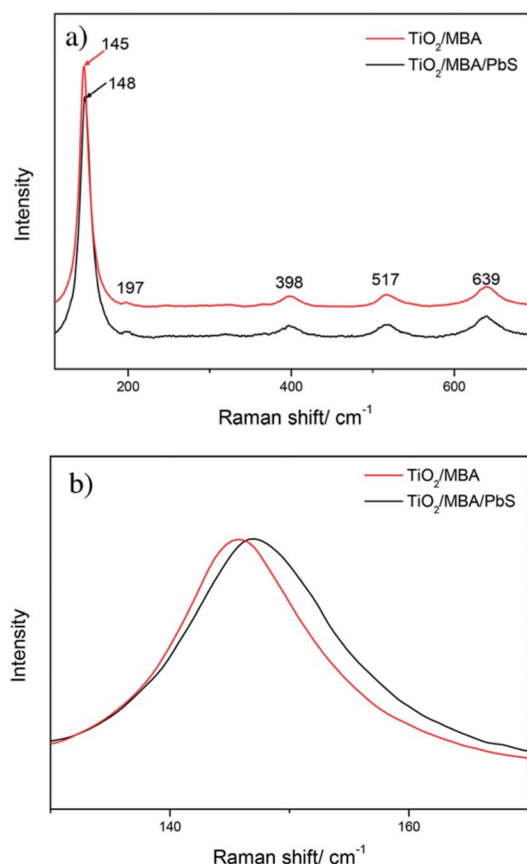 a)
145
148
TiO₂/MBA
TiO₂/MBA/PbS
197
398
517
639
Intensity
200
400
600
Raman shift/ cm⁻¹
b)
TiO₂/MBA
TiO₂/MBA/PbS
Intensity
140
160
Raman shift/ cm⁻¹